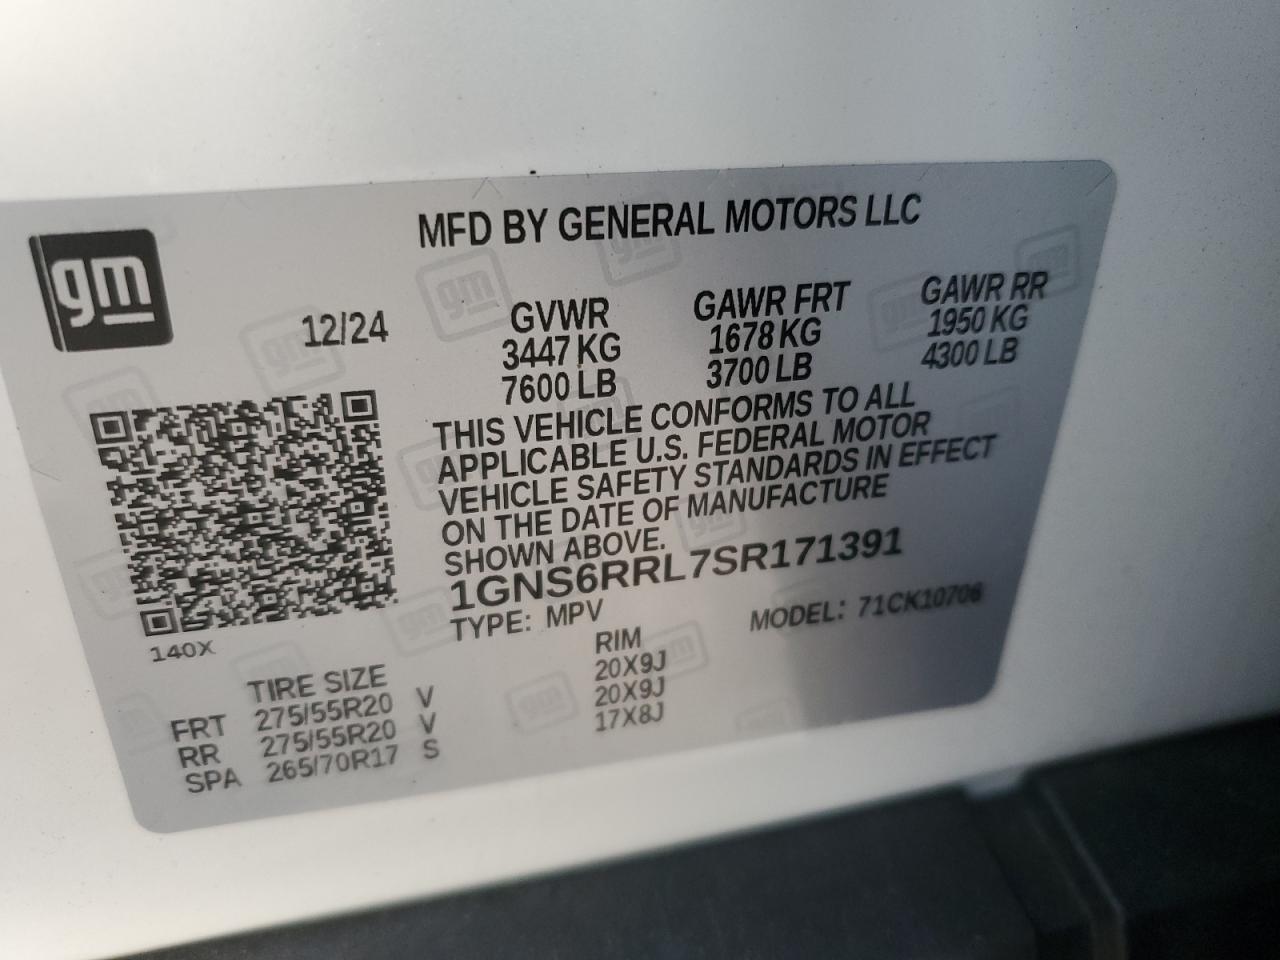 gm
MFD BY GENERAL MOTORS LLC
12/24
GVWR
3447 KG
7600 LB
GAWR FRT
1678 KG
3700 LB
GAWR RR
1950 KG
4300 LB
THIS VEHICLE CONFORMS TO ALL
APPLICABLE U.S. FEDERAL MOTOR
VEHICLE SAFETY STANDARDS IN EFFECT
ON THE DATE OF MANUFACTURE
SHOWN ABOVE.
1GNS6RRL7SR171391
TYPE: MPV
MODEL: 71CK10706
140X
TIRE SIZE
RIM
FRT 275/55R20 V 20X9J
RR 275/55R20 V 20X9J
SPA 265/70R17 S 17X8J